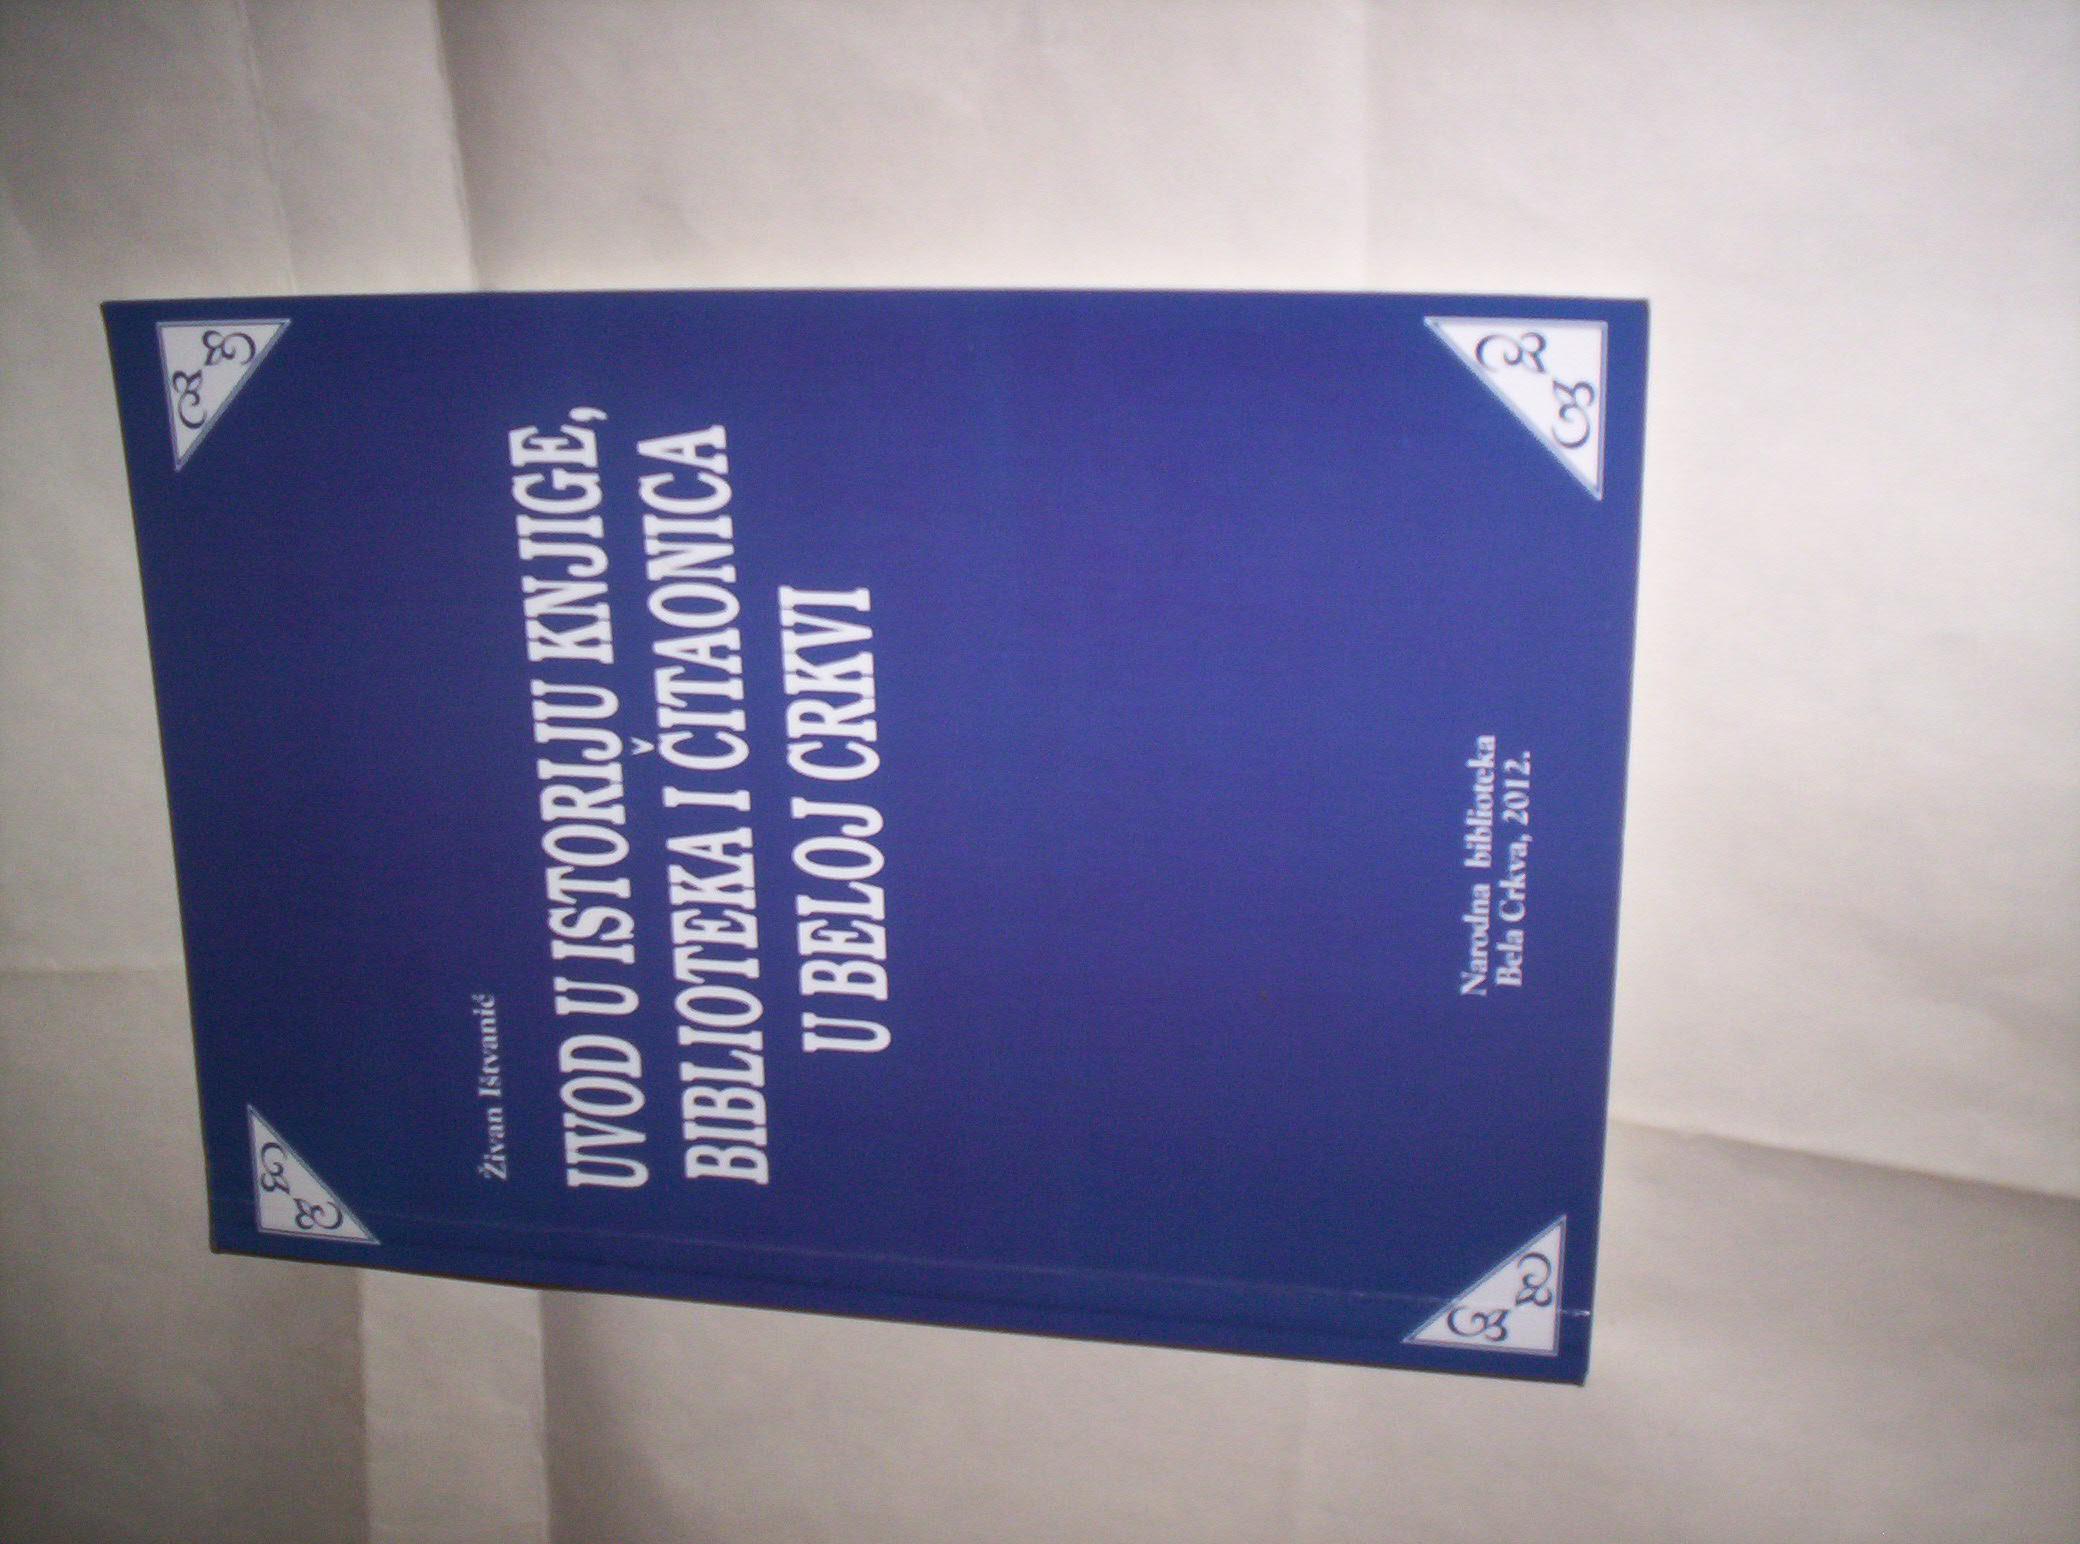 Živan Ištvanić
UVOD U ISTORIJU KNJIGE,
BIBLIOTEKA I ČITAONICA
U BELOJ CRKVI
Narodna biblioteka
Bela Crkva, 2012.